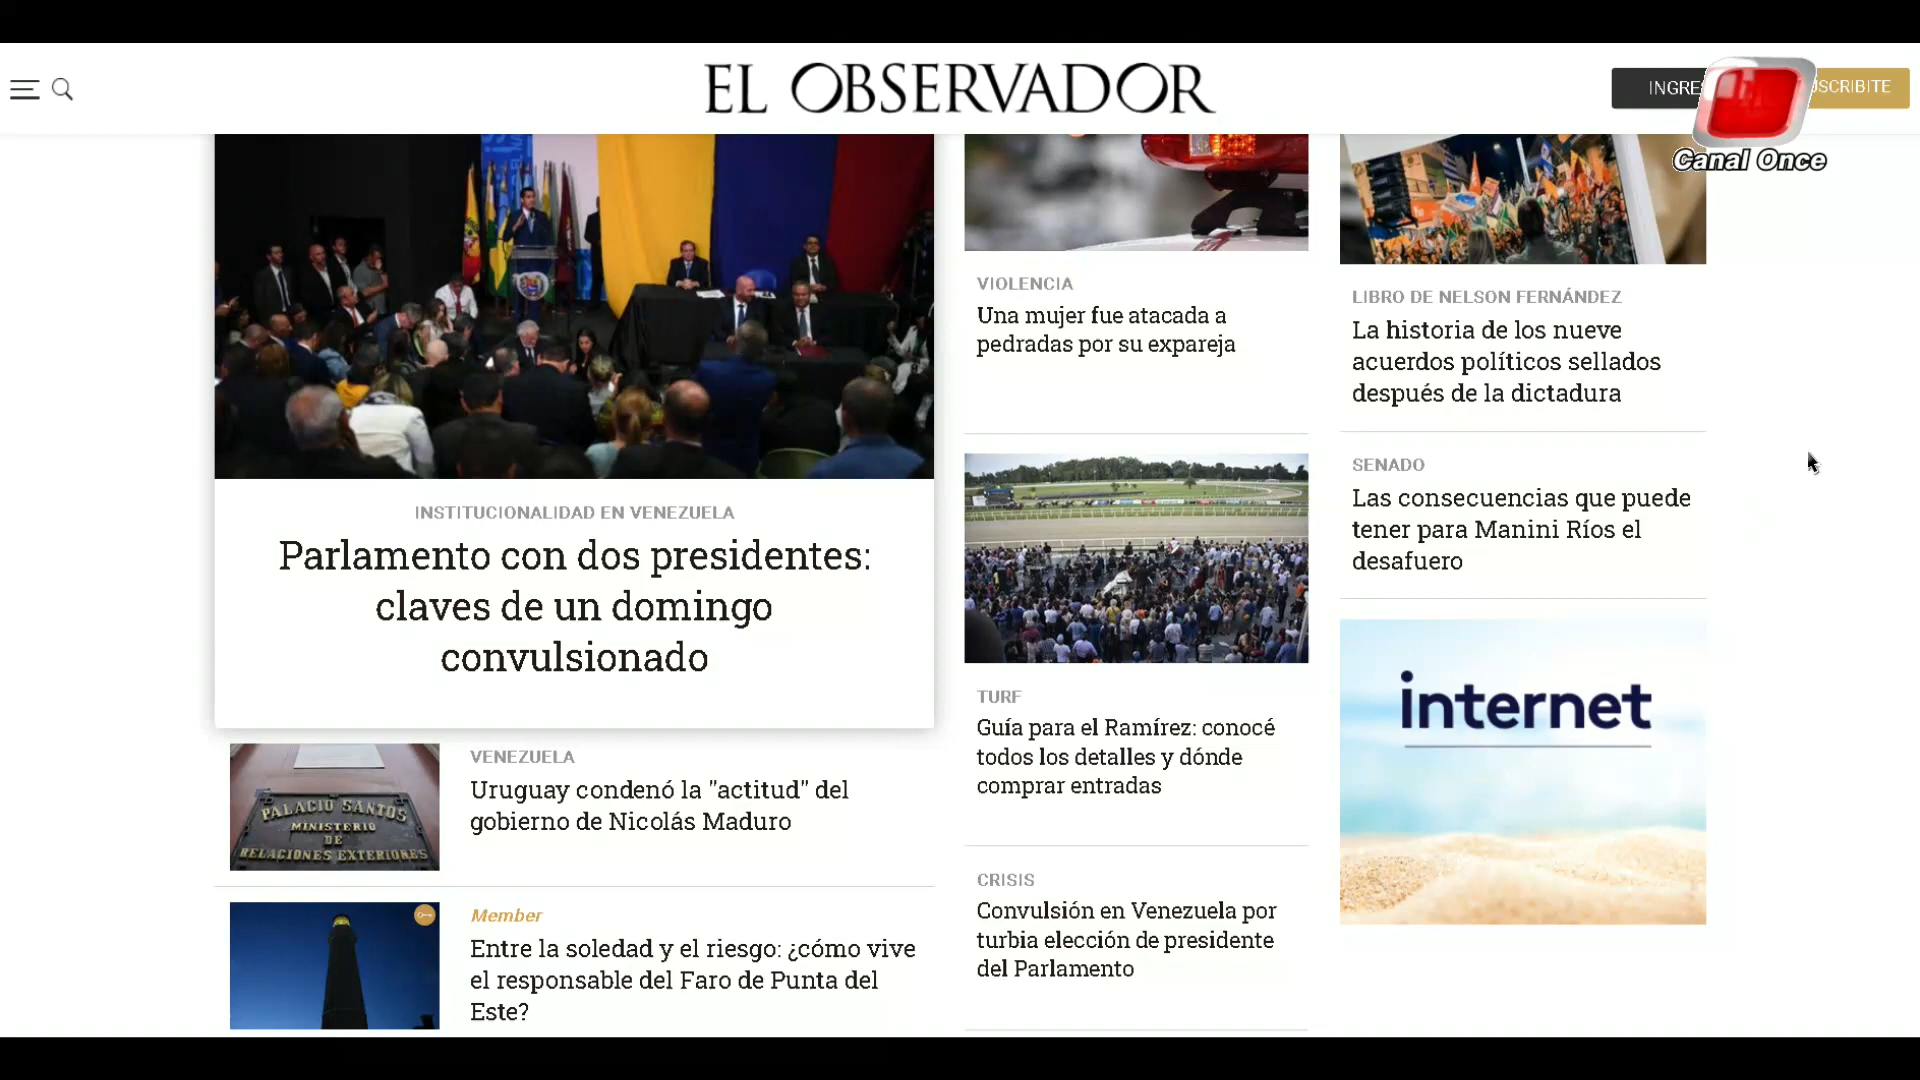 EL OBSERVADOR
Canal Once
INSTITUCIONALIDAD EN VENEZUELA
Parlamento con dos presidentes:
claves de un domingo
convulsionado
PALACIO SANTOS
MINISTERIO
DE
RELACIONES EXTERIORES
VENEZUELA
Uruguay condenó la "actitud" del
gobierno de Nicolás Maduro
Member
Entre la soledad y el riesgo: ¿cómo vive
el responsable del Faro de Punta del
Este?
VIOLENCIA
Una mujer fue atacada a
pedradas por su expareja
TURF
Guía para el Ramírez: conocé
todos los detalles y dónde
comprar entradas
CRISIS
Convulsión en Venezuela por
turbia elección de presidente
del Parlamento
LIBRO DE NELSON FERNÁNDEZ
La historia de los nueve
acuerdos políticos sellados
después de la dictadura
SENADO
Las consecuencias que puede
tener para Manini Ríos el
desafuero
internet